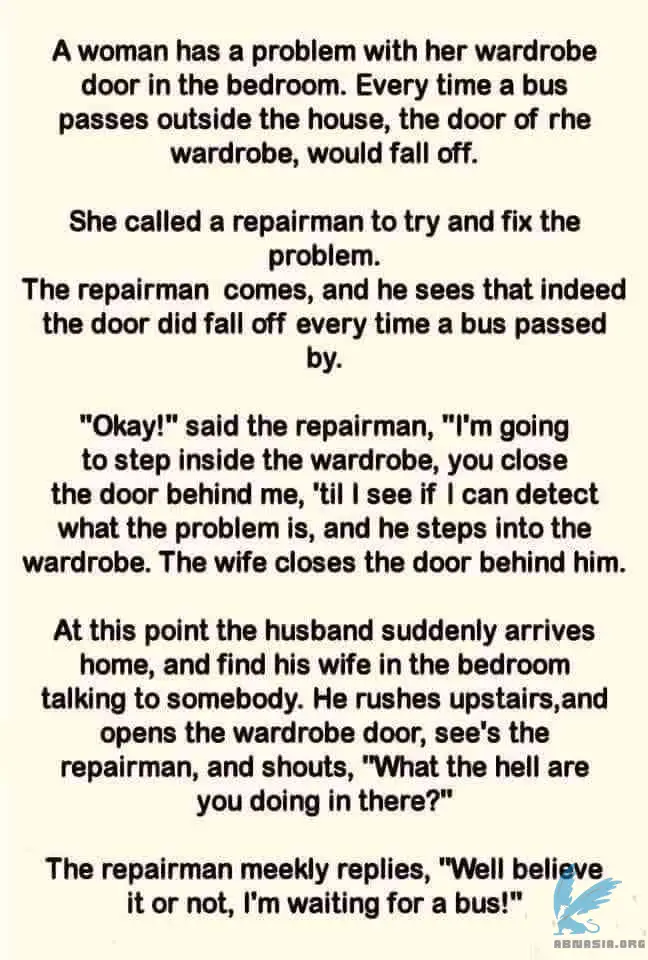 A woman has a problem with her wardrobe
door in the bedroom. Every time a bus
passes outside the house, the door of rhe
wardrobe, would fall off.
She called a repairman to try and fix the
problem.
The repairman comes, and he sees that indeed
the door did fall off every time a bus passed
by.
"Okay!" said the repairman, "I'm going
to step inside the wardrobe, you close
the door behind me, 'til I see if I can detect
what the problem is, and he steps into the
wardrobe. The wife closes the door behind him.
At this point the husband suddenly arrives
home, and find his wife in the bedroom
talking to somebody. He rushes upstairs,and
opens the wardrobe door, see's the
repairman, and shouts, "What the hell are
you doing in there?"
The repairman meekly replies, "Well believe
it or not, I'm waiting for a bus!"
ABNASIA.ORG